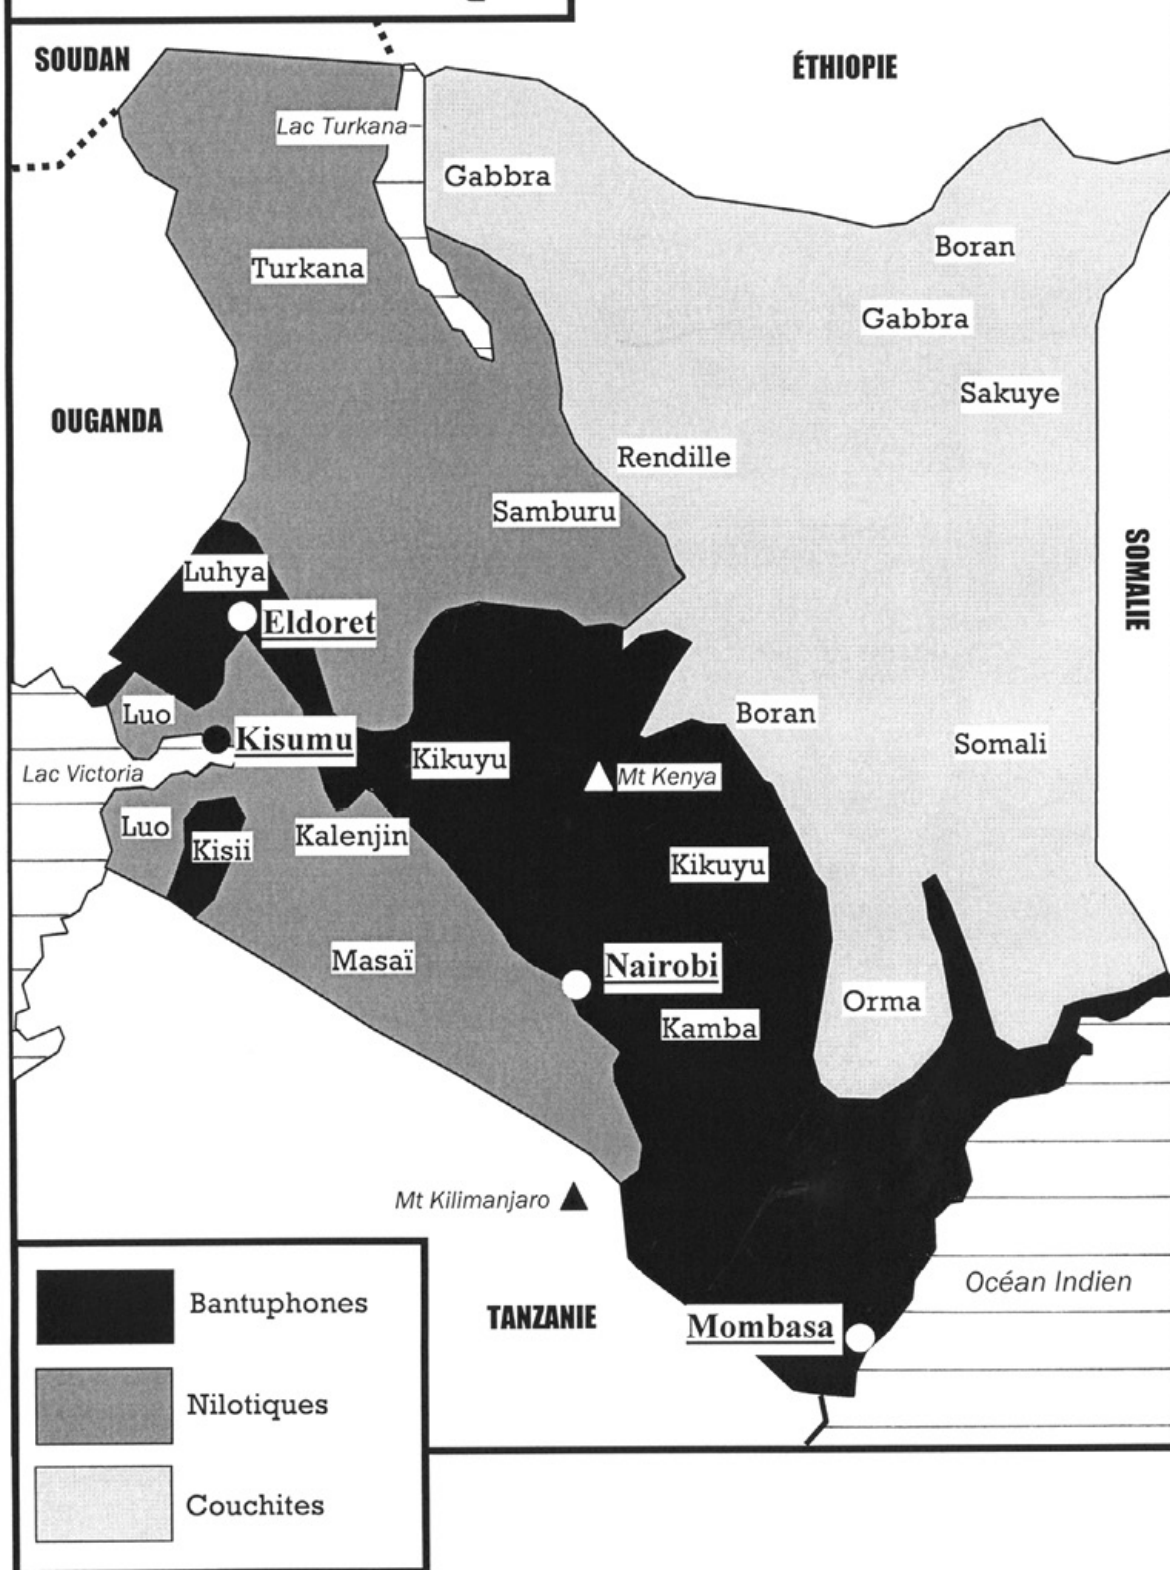 SOUDAN
ÉTHIOPIE
Lac Turkana
Gabbra
Boran
Turkana
Gabbra
Sakuye
OUGANDA
Rendille
Samburu
SOMALIE
Luhya
Eldoret
Luo
Boran
Kisumu
Somali
Kikuyu
Mt Kenya
Lac Victoria
Luo
Kisii
Kalenjin
Kikuyu
Masaï
Nairobi
Orma
Kamba
Mt Kilimanjaro
Océan Indien
TANZANIE
Mombasa
Bantuphones
Nilotiques
Couchites